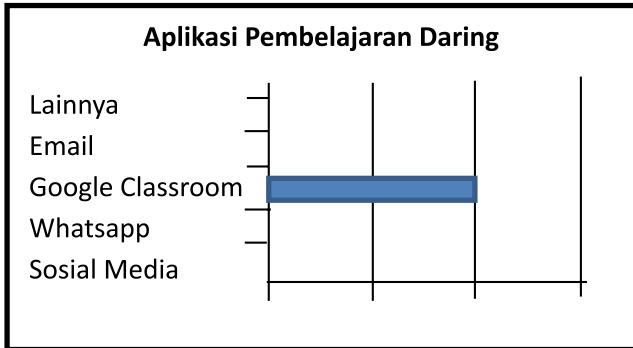 Aplikasi Pembelajaran Daring
Lainnya
Email
Google Classroom
Whatsapp
Sosial Media